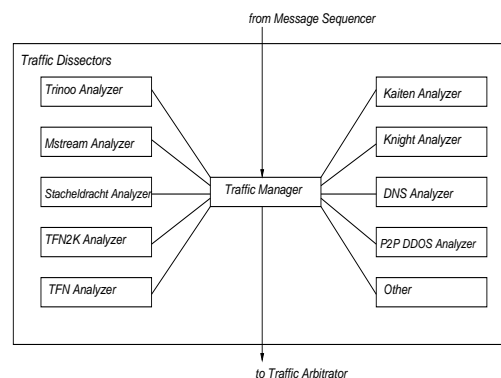 from Message Sequencer
Traffic Dissectors
Trinoo Analyzer
Mstream Analyzer
Stacheldracht Analyzer
TFN2K Analyzer
TFN Analyzer
Traffic Manager
Kaiten Analyzer
Knight Analyzer
DNS Analyzer
P2P DDOS Analyzer
Other
to Traffic Arbitrator